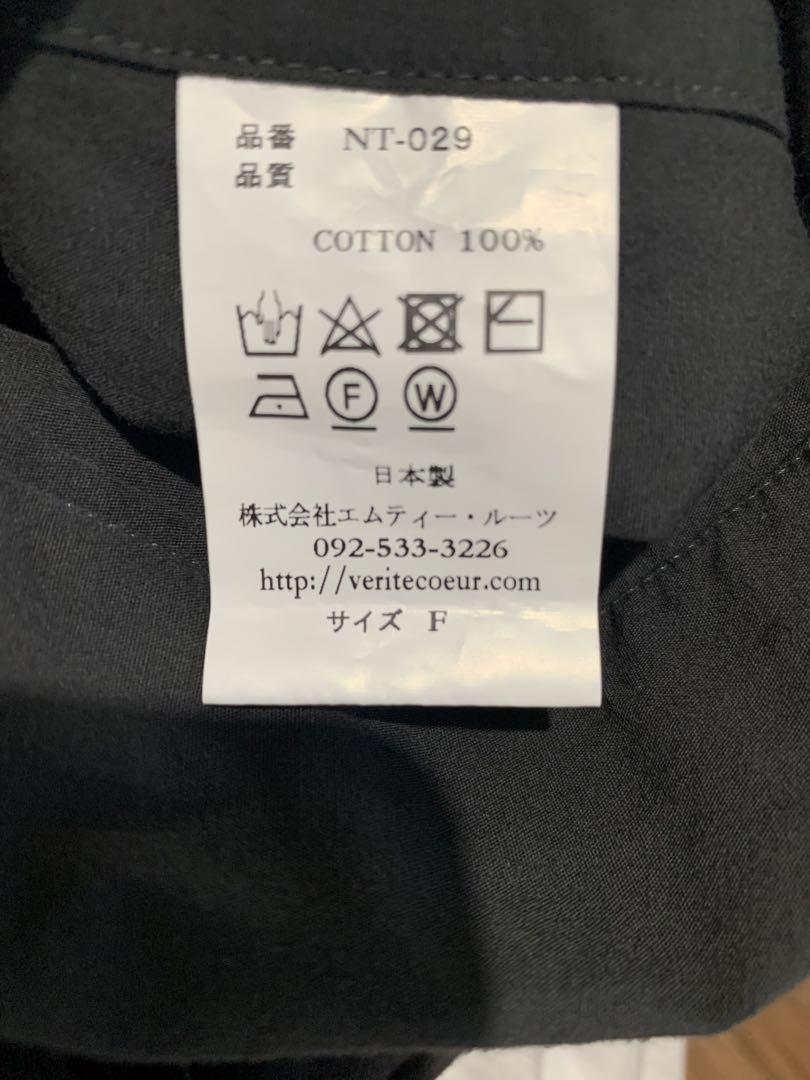 品番 NT-029
品質
COTTON 100%
F W
日本製
株式会社エムティー・ルーツ
092-533-3226
http://veritecoeur.com
サイズ F